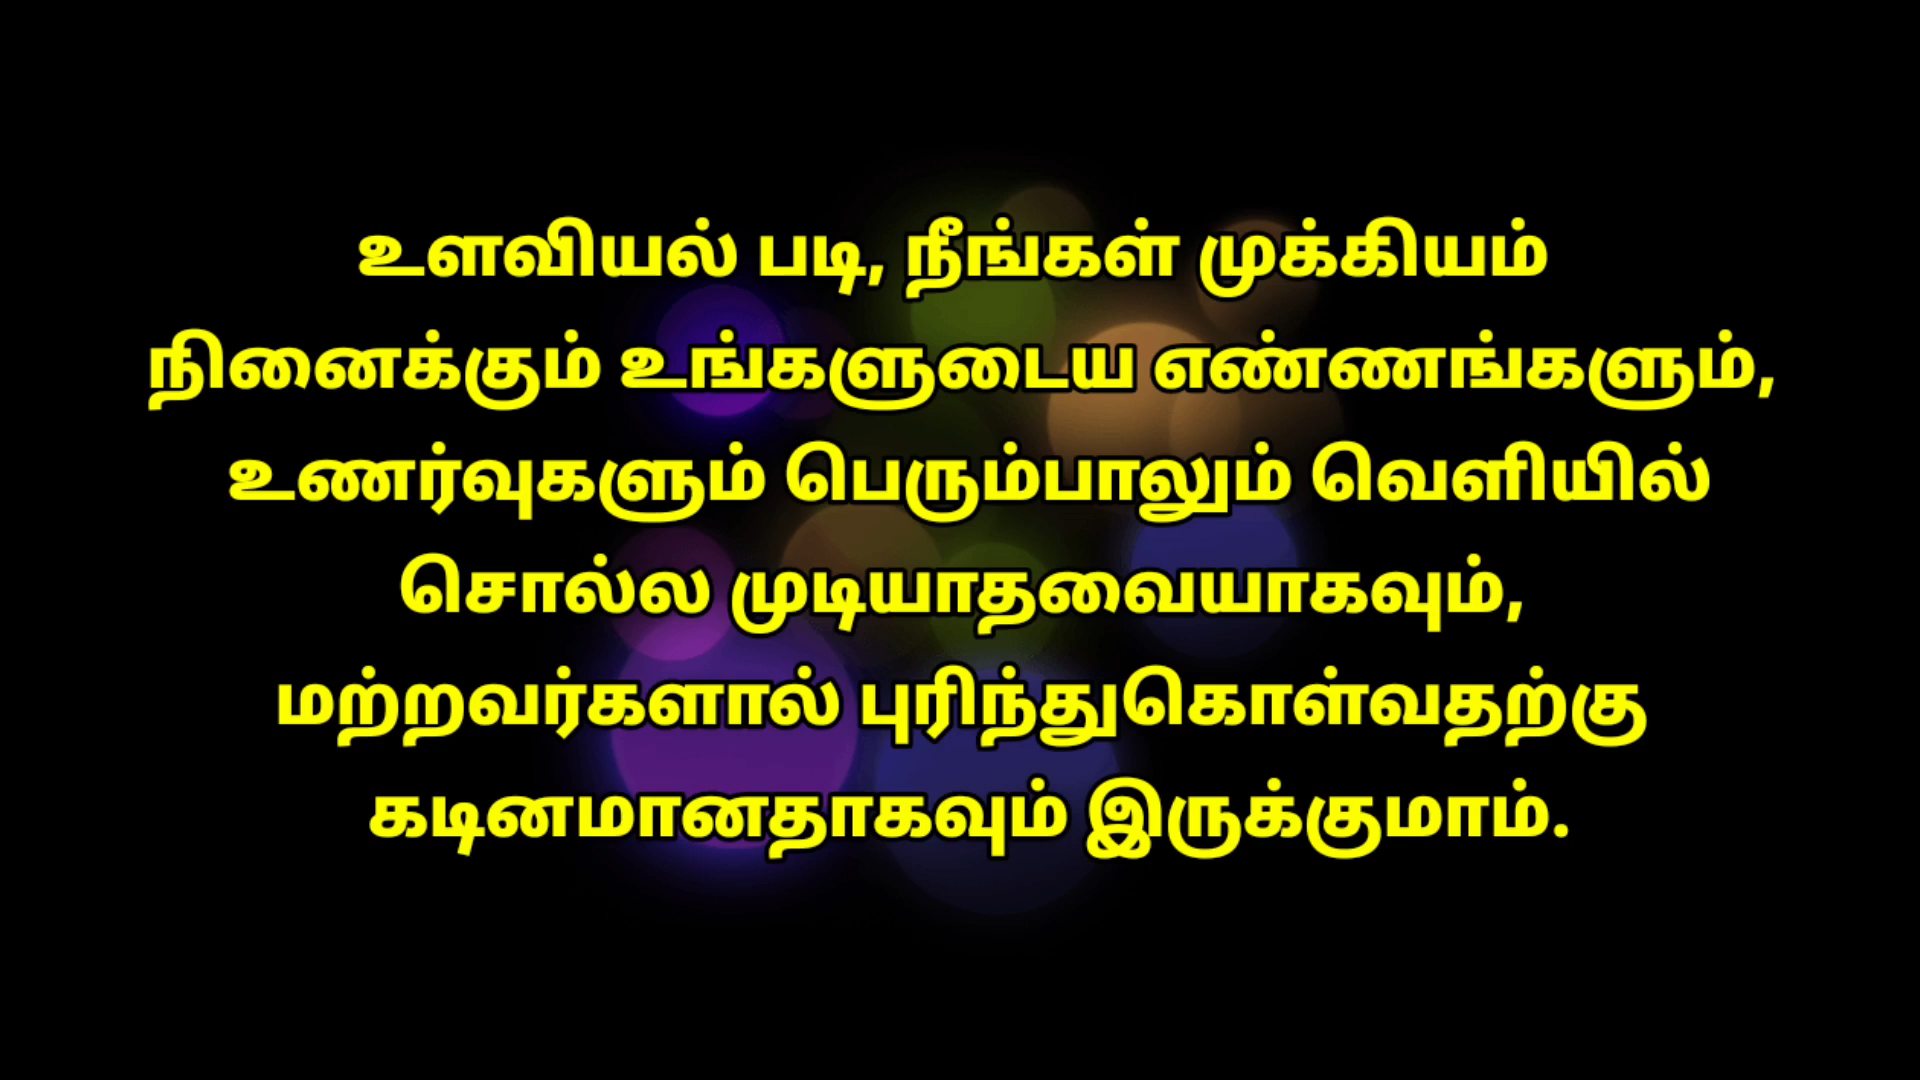 உளவியல் படி, நீங்கள் முக்கியம்
நினைக்கும் உங்களுடைய எண்ணங்களும்,
உணர்வுகளும் பெரும்பாலும் வெளியில்
சொல்ல முடியாதவையாகவும்,
மற்றவர்களால் புரிந்துகொள்வதற்கு
கடினமானதாகவும் இருக்குமாம்.